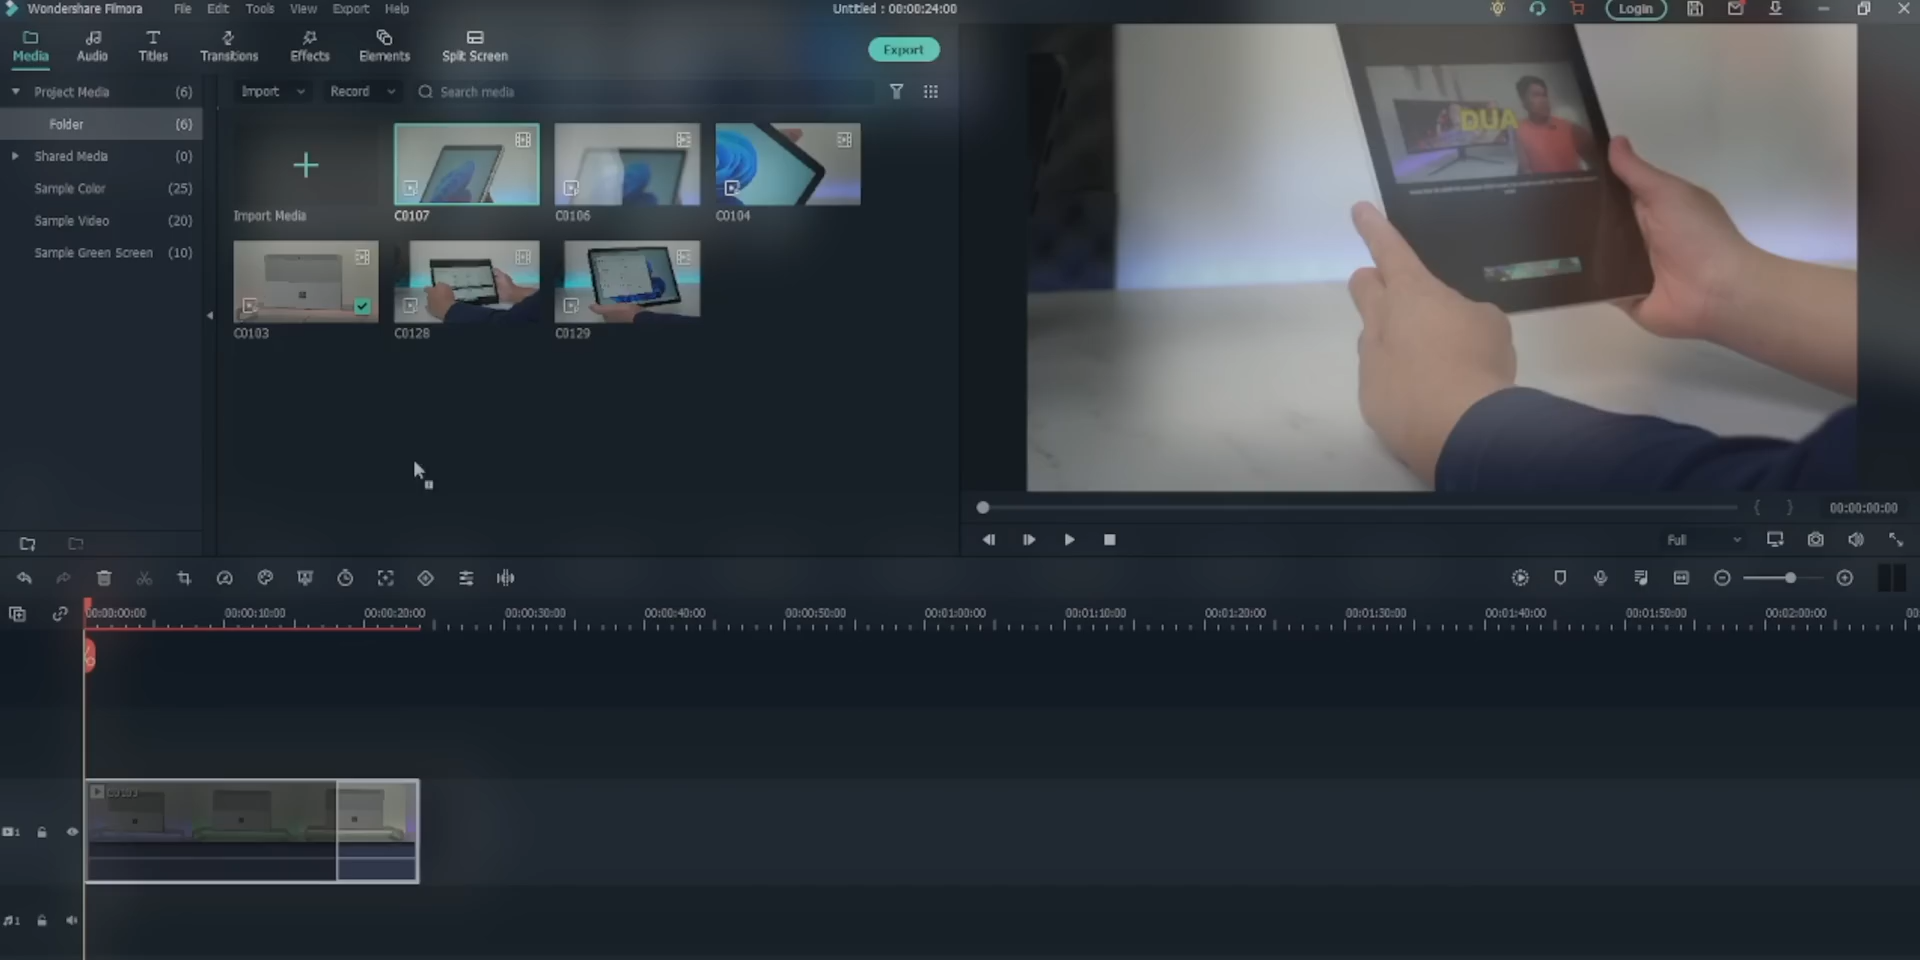 Wondershare Filmora File Edit Tools View Export Help Untitled : 00:00:24:00 Login
Media Audio Titles Transitions Effects Elements Split Screen Export
Project Media (6) Import Record Search media
Folder (6)
Shared Media (0)
Sample Color (25)
Sample Video (20)
Sample Green Screen (10)
Import Media C0107 C0106 C0104
C0103 C0128 C0129
DUA
00:00:00:00
Full
00:00:00:00 00:00:10:00 00:00:20:00 00:00:30:00 00:00:40:00 00:00:50:00 00:01:00:00 00:01:10:00 00:01:20:00 00:01:30:00 00:01:40:00 00:01:50:00 00:02:00:00
C0103
1
1